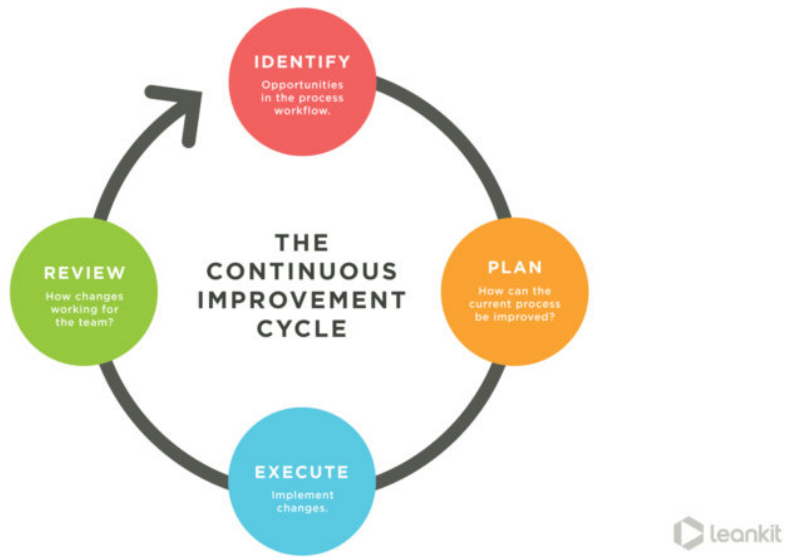 IDENTIFY
Opportunities
in the process
workflow.
THE
CONTINUOUS
IMPROVEMENT
CYCLE
PLAN
How can the
current process
be improved?
EXECUTE
Implement
changes.
REVIEW
How changes
working for
the team?
leankit